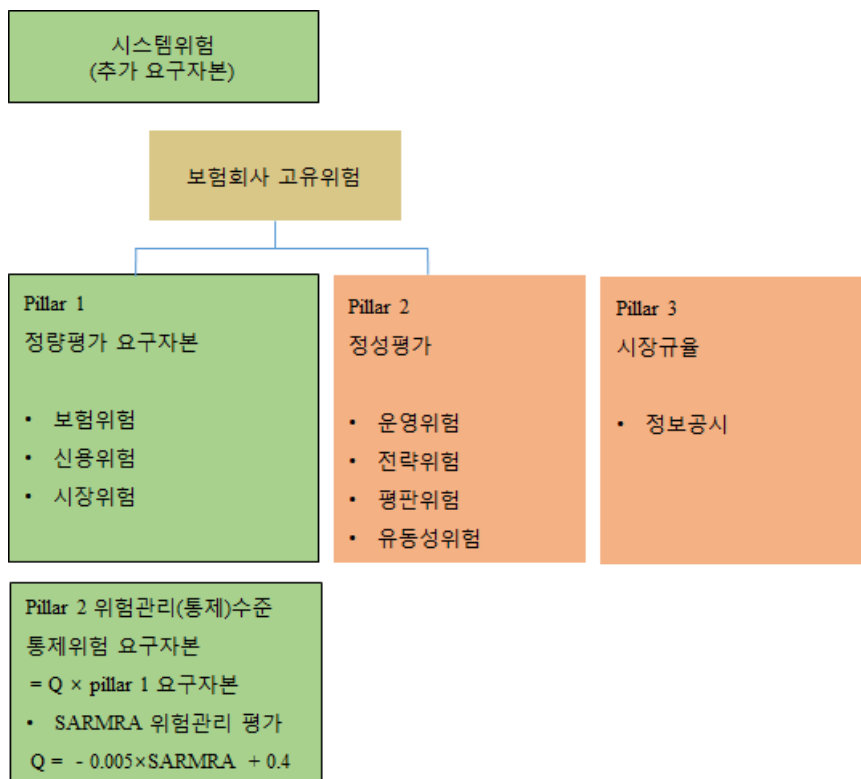 시스템위험
(추가 요구자본)
보험회사 고유위험
Pillar 1
정량평가 요구자본
• 보험위험
• 신용위험
• 시장위험
Pillar 2
정성평가
• 운영위험
• 전략위험
• 평판위험
• 유동성위험
Pillar 3
시장규율
• 정보공시
Pillar 2 위험관리(통제)수준
통제위험 요구자본
= Q × pillar 1 요구자본
• SARMRA 위험관리 평가
Q = - 0.005×SARMRA + 0.4